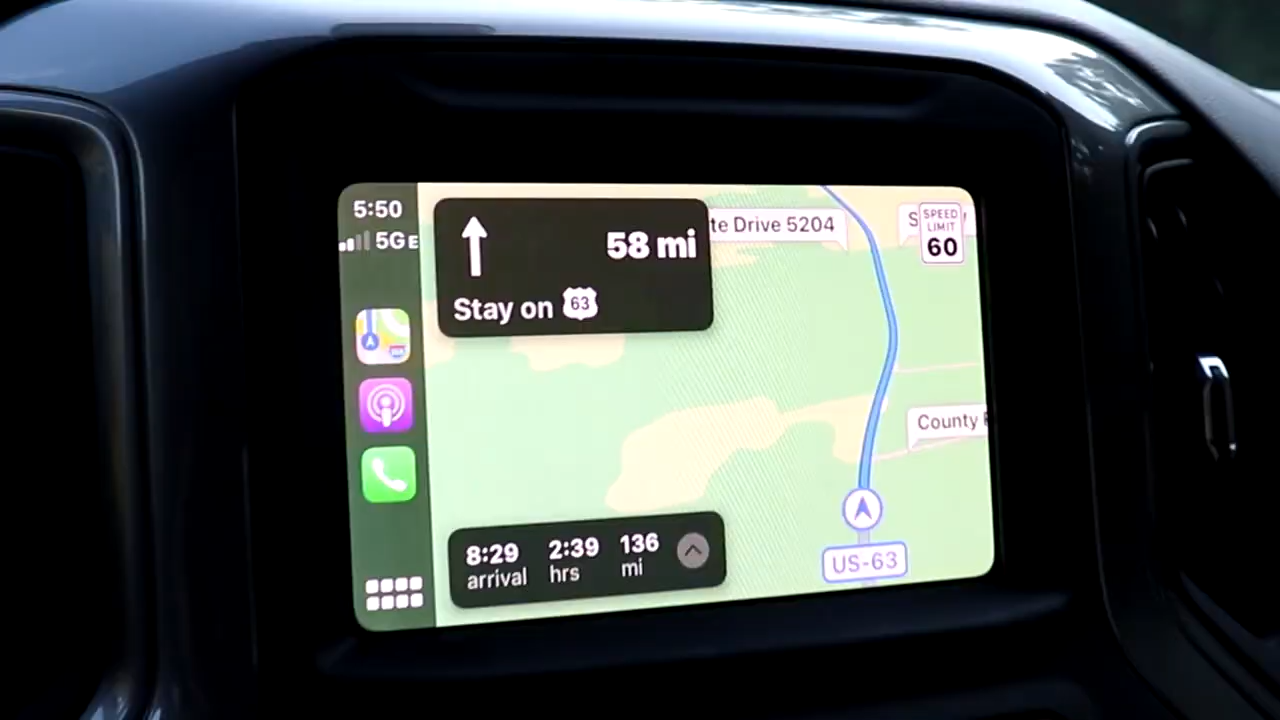 5:50
5GE
58 mi
Stay on 63
te Drive 5204
S
SPEED
LIMIT
60
County
US-63
8:29 2:39 136
arrival hrs mi